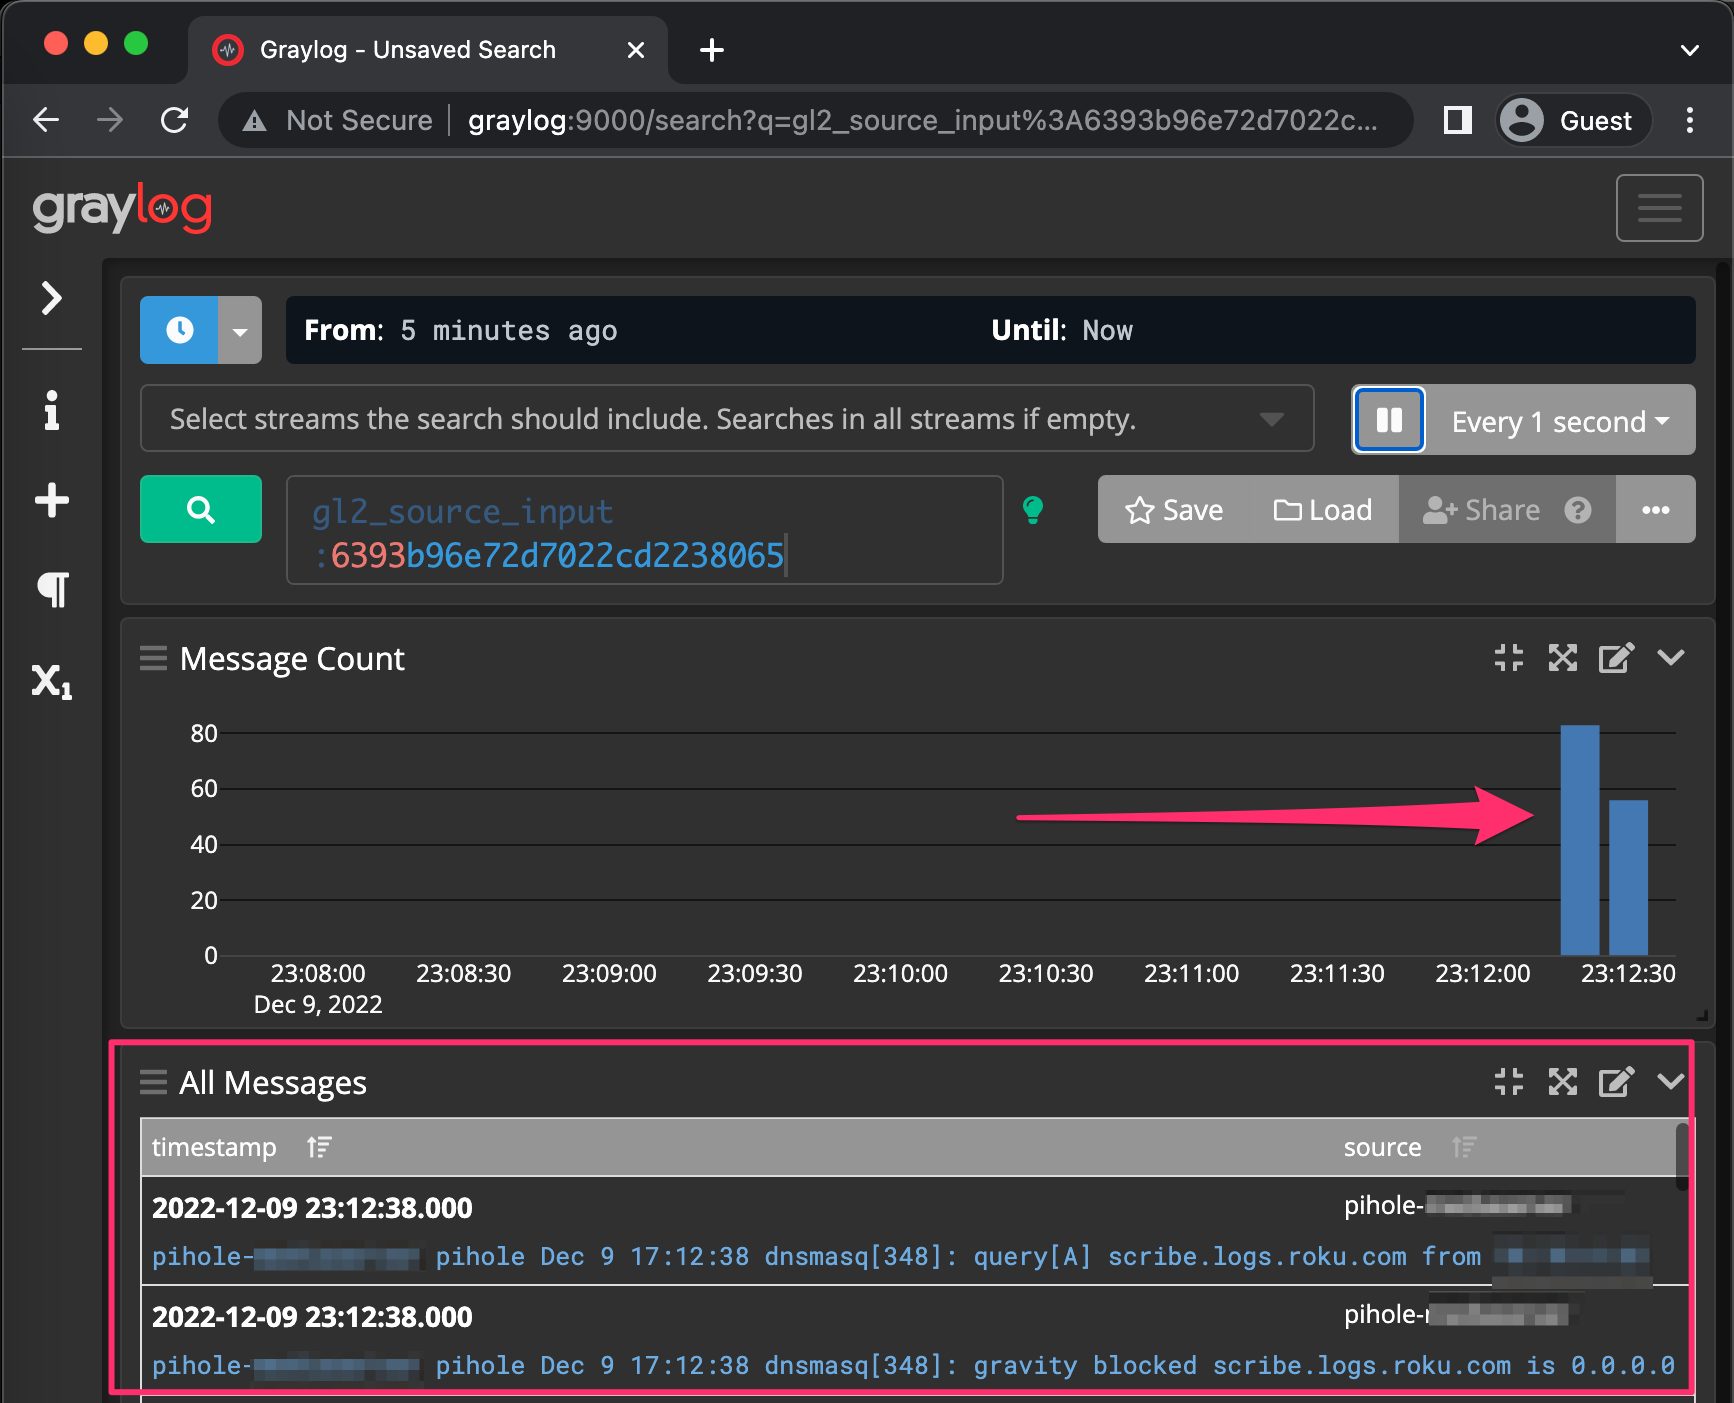 Graylog - Unsaved Search
Not Secure graylog:9000/search?q=gl2_source_input%3A6393b96e72d7022c... Guest
graylog
From: 5 minutes ago Until: Now
Select streams the search should include. Searches in all streams if empty. Every 1 second
gl2_source_input
:6393b96e72d7022cd2238065
Save Load Share ? •••
Message Count
80
60
40
20
0
23:08:00 23:08:30 23:09:00 23:09:30 23:10:00 23:10:30 23:11:00 23:11:30 23:12:00 23:12:30
Dec 9, 2022
All Messages
timestamp source
2022-12-09 23:12:38.000 pihole-
pihole- pihole Dec 9 17:12:38 dnsmasq[348]: query[A] scribe.logs.roku.com from
2022-12-09 23:12:38.000 pihole-
pihole- pihole Dec 9 17:12:38 dnsmasq[348]: gravity blocked scribe.logs.roku.com is 0.0.0.0